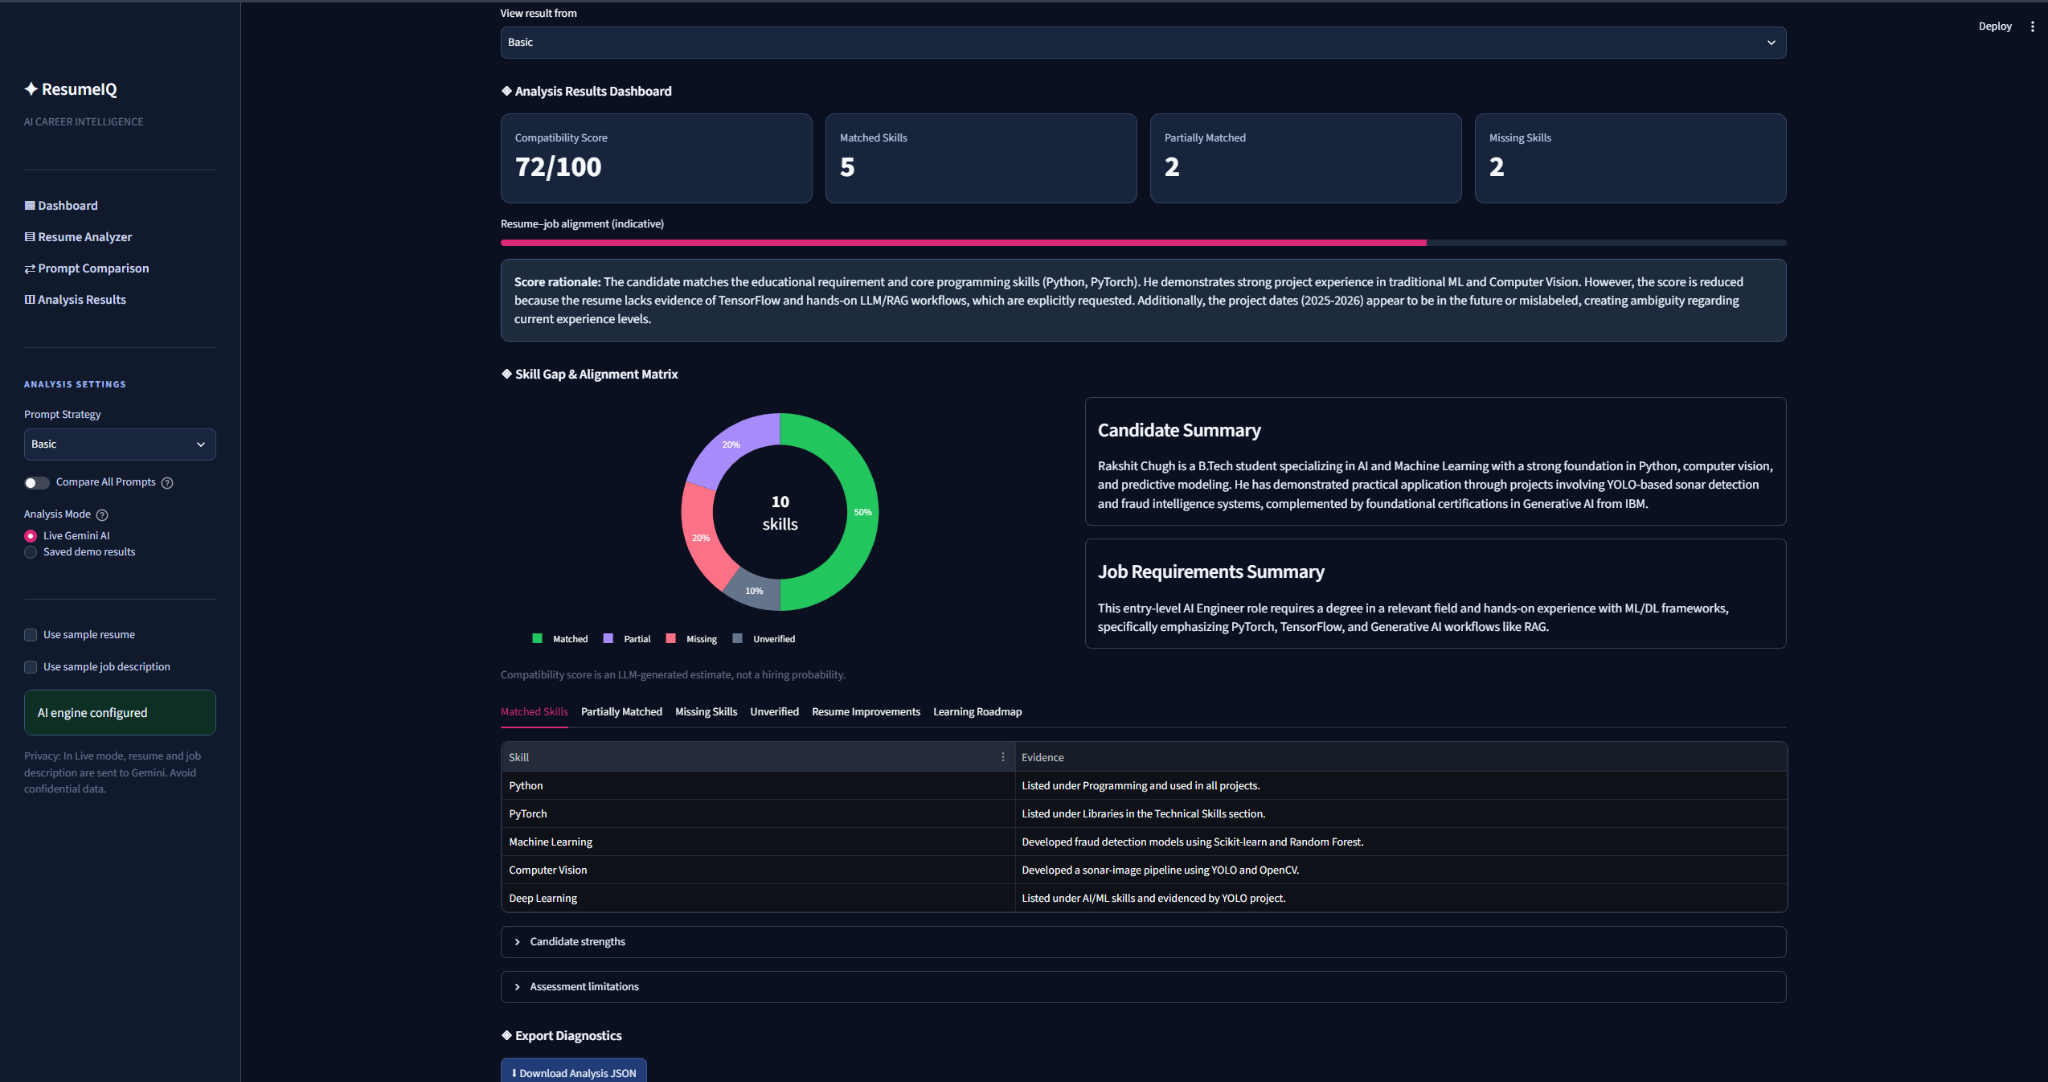 ResumeIQ
AI CAREER INTELLIGENCE
Dashboard
Resume Analyzer
Prompt Comparison
Analysis Results
ANALYSIS SETTINGS
Prompt Strategy
Basic
Compare All Prompts
Analysis Mode
Live Gemini AI
Saved demo results
Use sample resume
Use sample job description
AI engine configured
Privacy: In Live mode, resume and job
description are sent to Gemini. Avoid
confidential data.
Deploy
View result from
Basic
Analysis Results Dashboard
Compatibility Score
72/100
Matched Skills
5
Partially Matched
2
Missing Skills
2
Resume–job alignment (indicative)
Score rationale: The candidate matches the educational requirement and core programming skills (Python, PyTorch). He demonstrates strong project experience in traditional ML and Computer Vision. However, the score is reduced
because the resume lacks evidence of TensorFlow and hands-on LLM/RAG workflows, which are explicitly requested. Additionally, the project dates (2025-2026) appear to be in the future or mislabeled, creating ambiguity regarding
current experience levels.
Skill Gap & Alignment Matrix
20%
50%
20%
10%
10
skills
Matched Partial Missing Unverified
Candidate Summary
Rakshit Chugh is a B.Tech student specializing in AI and Machine Learning with a strong foundation in Python, computer vision,
and predictive modeling. He has demonstrated practical application through projects involving YOLO-based sonar detection
and fraud intelligence systems, complemented by foundational certifications in Generative AI from IBM.
Job Requirements Summary
This entry-level AI Engineer role requires a degree in a relevant field and hands-on experience with ML/DL frameworks,
specifically emphasizing PyTorch, TensorFlow, and Generative AI workflows like RAG.
Compatibility score is an LLM-generated estimate, not a hiring probability.
Matched Skills Partially Matched Missing Skills Unverified Resume Improvements Learning Roadmap
Skill Evidence
Python Listed under Programming and used in all projects.
PyTorch Listed under Libraries in the Technical Skills section.
Machine Learning Developed fraud detection models using Scikit-learn and Random Forest.
Computer Vision Developed a sonar-image pipeline using YOLO and OpenCV.
Deep Learning Listed under AI/ML skills and evidenced by YOLO project.
Candidate strengths
Assessment limitations
Export Diagnostics
Download Analysis JSON